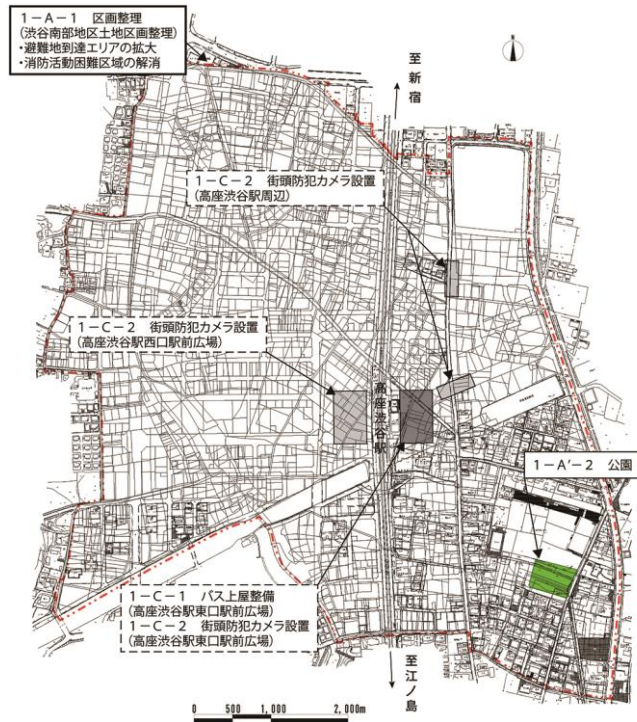 1-A-1 区画整理
(渋谷南部地区土地区画整理)
・避難地到達エリアの拡大
・消防活動困難区域の解消
至新宿
1-C-2 街頭防犯カメラ設置
(高座渋谷駅周辺)
1-C-2 街頭防犯カメラ設置
(高座渋谷駅西口駅前広場)
高座渋谷駅
1-A'-2 公園
1-C-1 バス上屋整備
(高座渋谷駅東口駅前広場)
1-C-2 街頭防犯カメラ設置
(高座渋谷駅東口駅前広場)
至江ノ島
0 500 1,000 2,000m